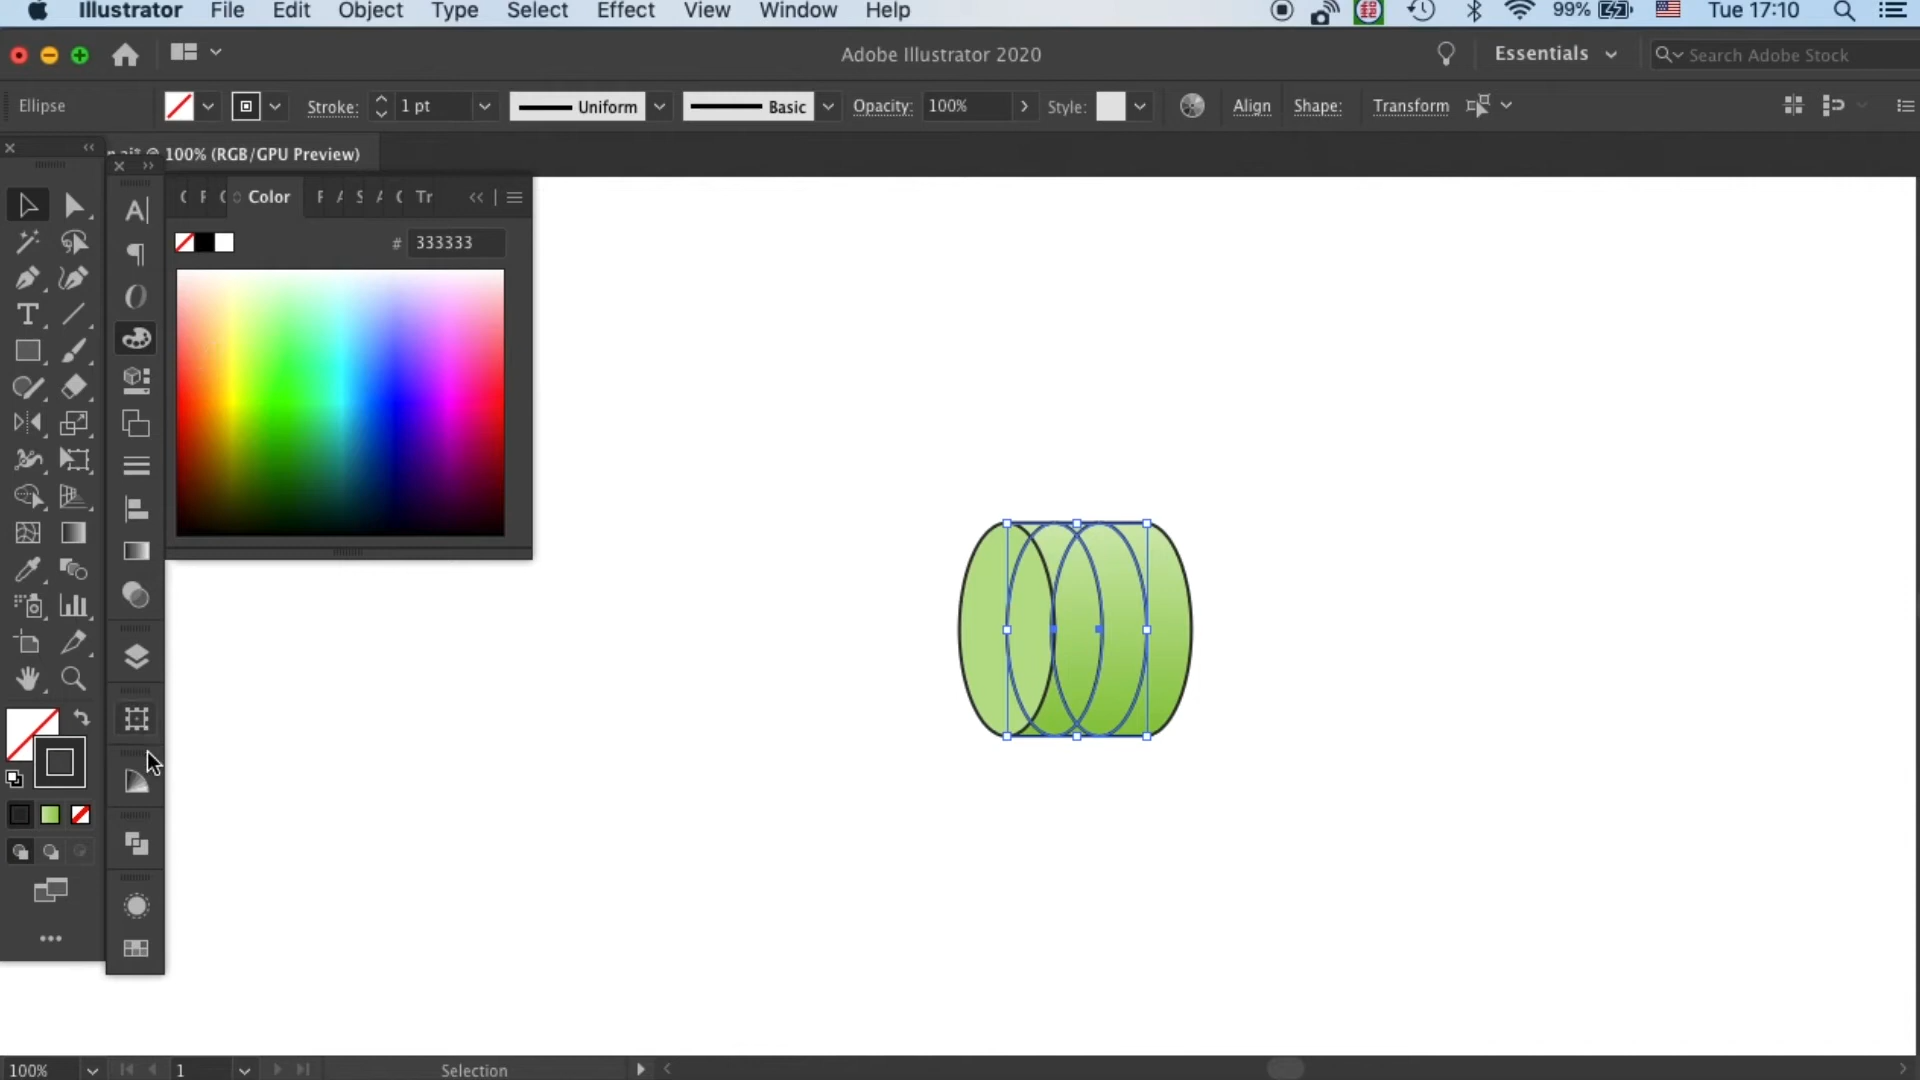 Illustrator File Edit Object Type Select Effect View Window Help 99% Tue 17:10
Adobe Illustrator 2020 Essentials Search Adobe Stock
Ellipse Stroke: 1 pt Uniform Basic Opacity: 100% Style: Align Shape: Transform
@ 100% (RGB/GPU Preview)
Color Tr
# 333333
100% 1 Selection